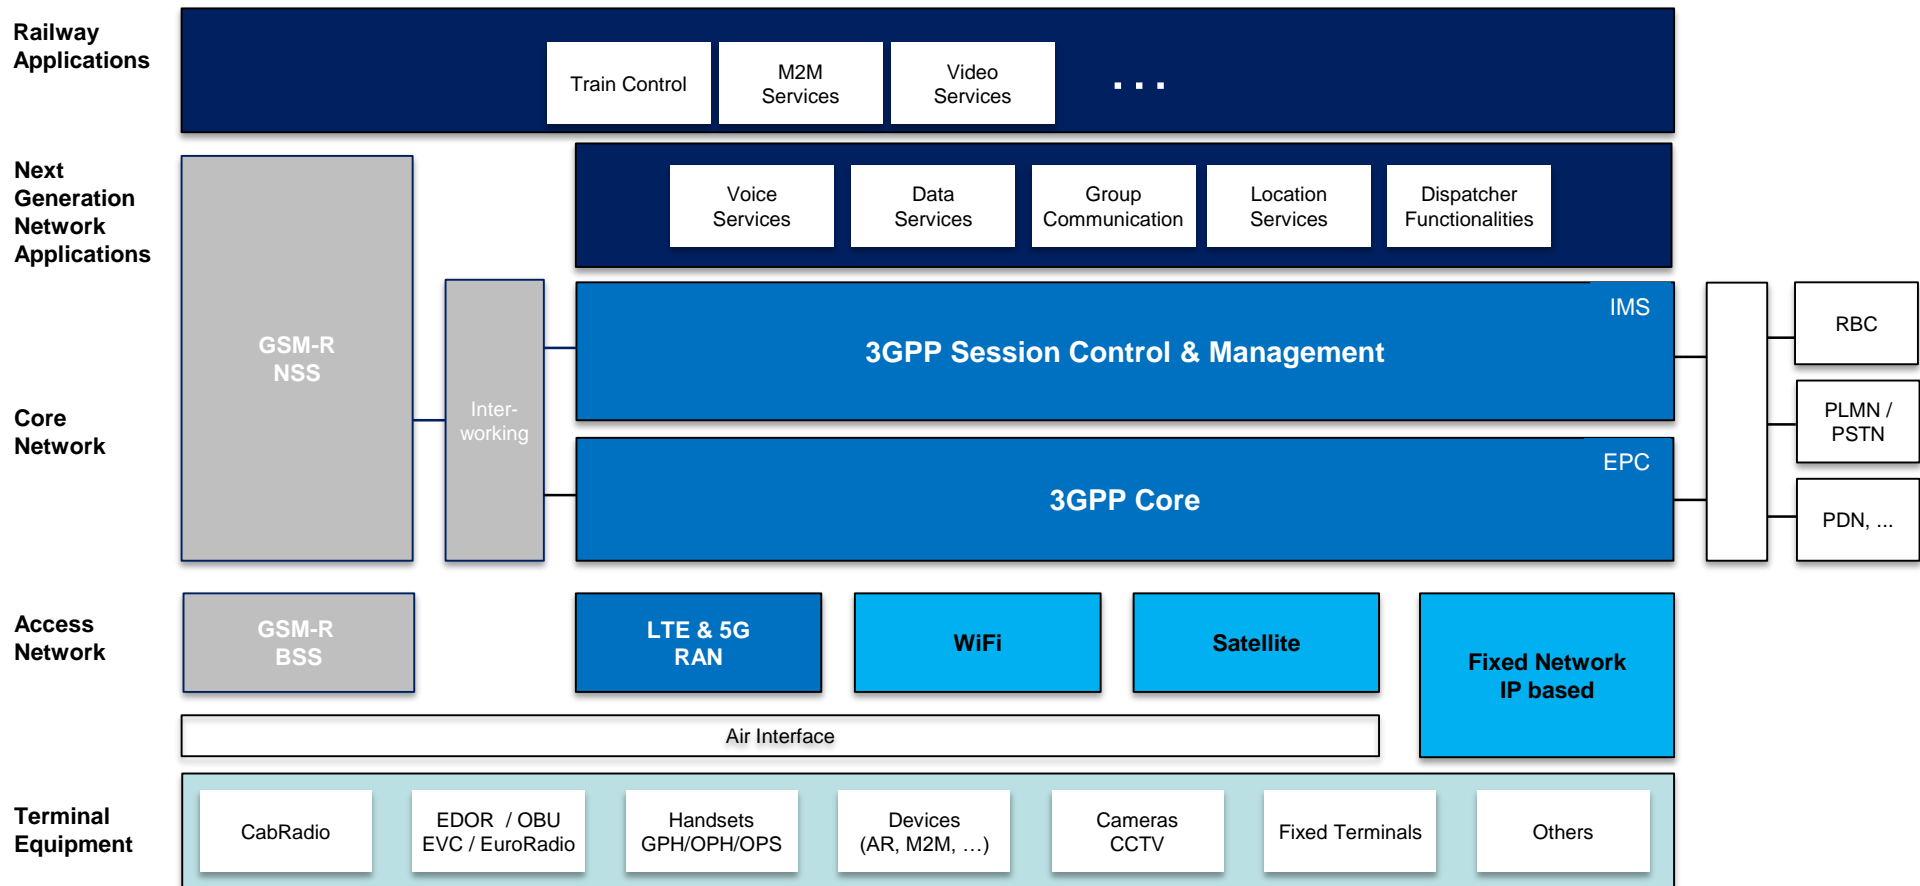 Railway
Applications
Train Control
M2M
Services
Video
Services
...
Next
Generation
Network
Applications
Voice
Services
Data
Services
Group
Communication
Location
Services
Dispatcher
Functionalities
GSM-R
NSS
Inter-
working
IMS
3GPP Session Control & Management
RBC
Core
Network
PLMN /
PSTN
EPC
3GPP Core
PDN, ...
Access
Network
GSM-R
BSS
LTE & 5G
RAN
WiFi
Satellite
Fixed Network
IP based
Air Interface
Terminal
Equipment
CabRadio
EDOR / OBU
EVC / EuroRadio
Handsets
GPH/OPH/OPS
Devices
(AR, M2M, …)
Cameras
CCTV
Fixed Terminals
Others